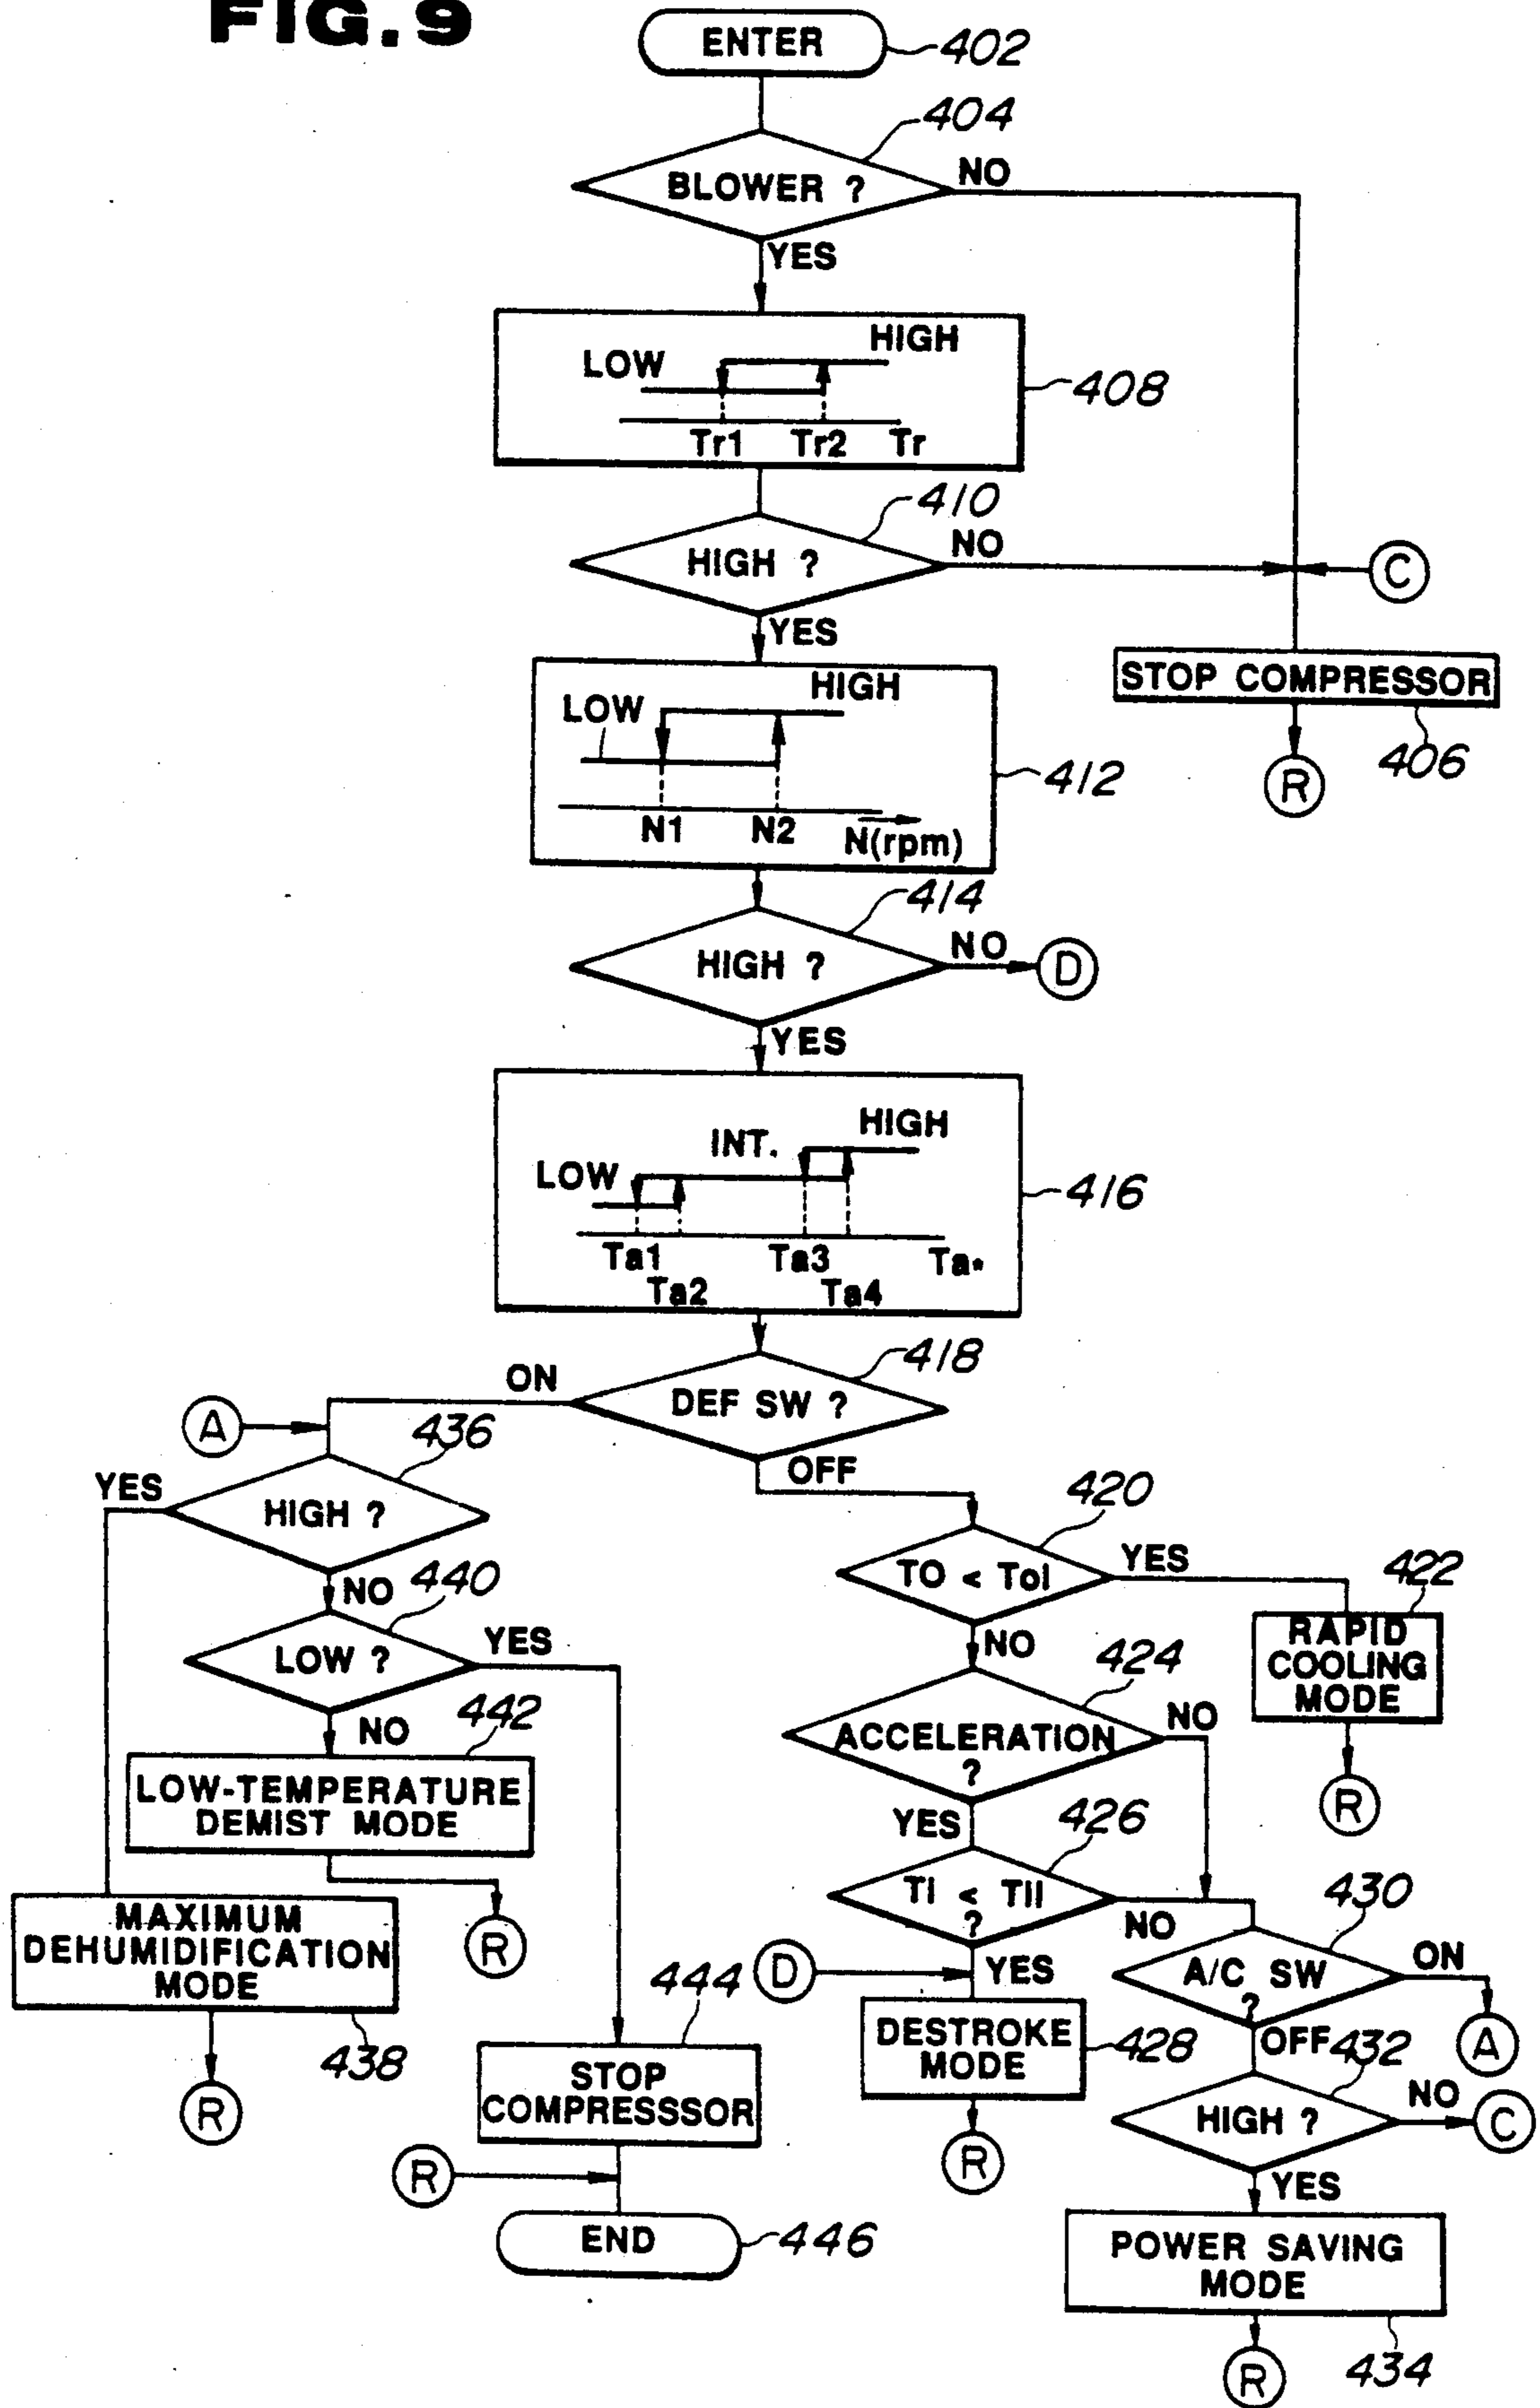 FIG. 9
ENTER
402
404
BLOWER ?
NO
YES
HIGH
LOW
408
Tr1 Tr2 Tr
410
HIGH ?
NO
C
YES
STOP COMPRESSOR
406
R
HIGH
LOW
412
N1 N2 N(rpm)
414
HIGH ?
NO
D
YES
HIGH
INT.
LOW
416
Ta1 Ta3 Ta*
Ta2 Ta4
418
DEF SW ?
ON
OFF
A
436
HIGH ?
YES
NO
440
LOW ?
YES
NO
442
LOW-TEMPERATURE
DEMIST MODE
R
MAXIMUM
DEHUMIDIFICATION
MODE
438
R
444
STOP
COMPRESSSOR
R
END
446
420
TO < Tol
YES
422
RAPID
COOLING
MODE
R
NO
424
ACCELERATION
?
NO
YES
426
TI < TII
?
NO
D
YES
DESTROKE
MODE
428
R
430
A/C SW
?
ON
A
OFF
432
HIGH ?
NO
C
YES
POWER SAVING
MODE
434
R